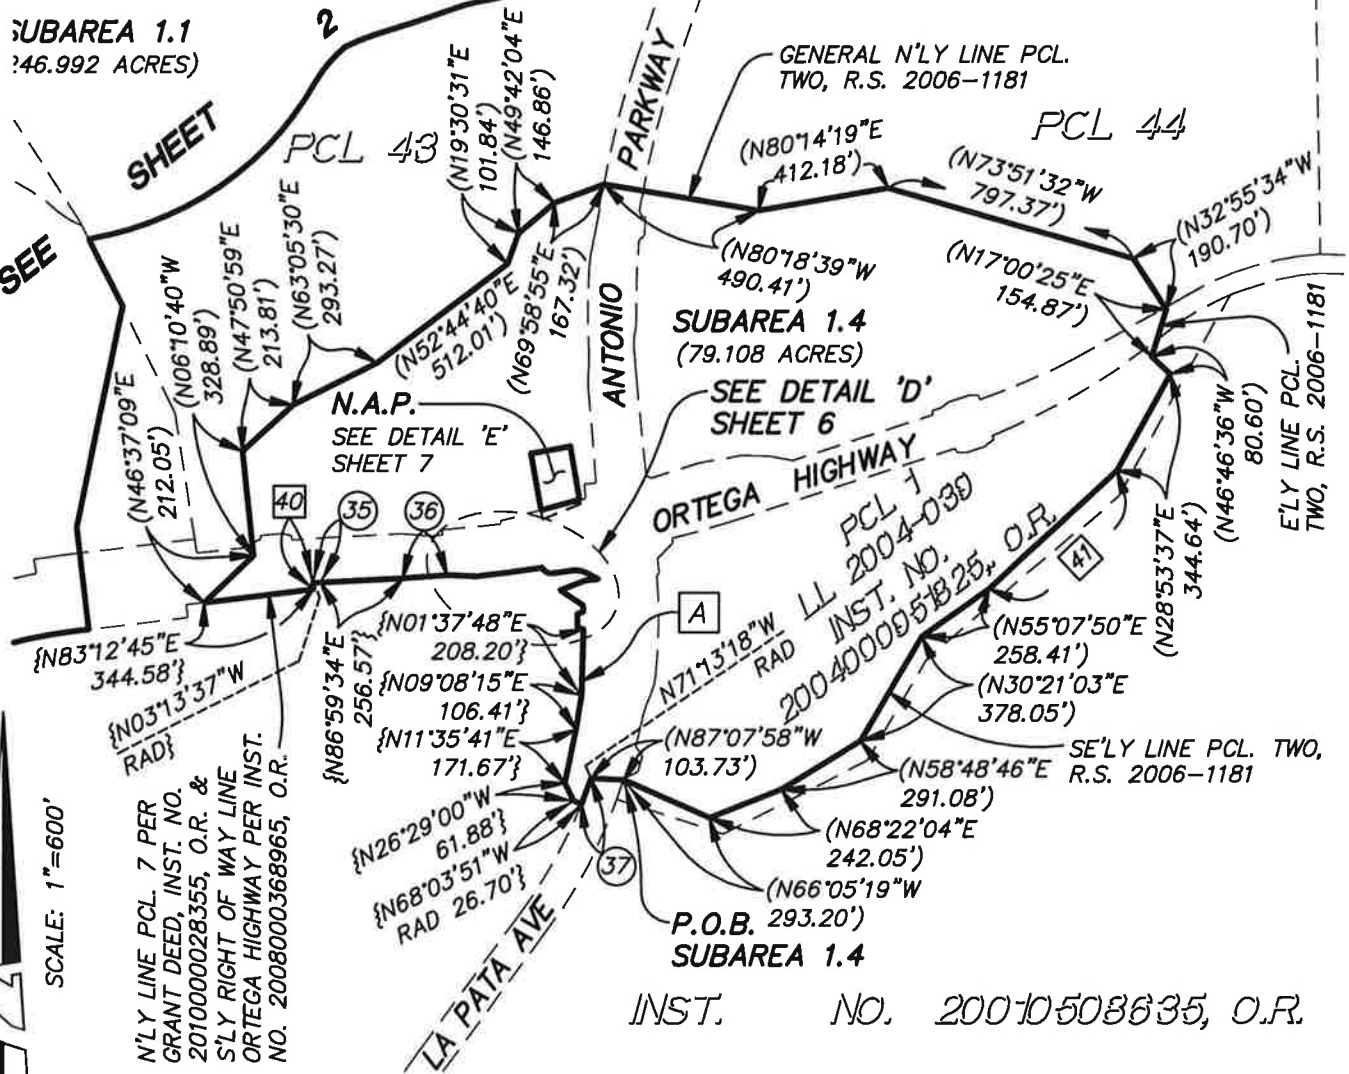 SUBAREA 1.1
246.992 ACRES)
SHEET
2
SEE
PCL 43
PCL 44
ANTONIO
PARKWAY
GENERAL N'LY LINE PCL.
TWO, R.S. 2006-1181
(N19°30'31"E
101.84')
(N49°42'04"E
146.86')
(N80°14'19"E
412.18')
(N73°51'32"W
797.37')
(N32°55'34"W
190.70')
(N06°10'40"W
328.89')
(N47°50'59"E
213.81')
(N63°05'30"E
293.27')
(N52°44'40"E
512.01')
(N69°58'55"E
167.32')
(N80°18'39"W
490.41')
(N17°00'25"E
154.87')
SUBAREA 1.4
(79.108 ACRES)
SEE DETAIL 'D'
SHEET 6
N.A.P.
SEE DETAIL 'E'
SHEET 7
(N46°37'09"E
212.05')
40
35
36
ORTEGA HIGHWAY
PCL 1
LL 2004-039
INST. NO.
2004000051825, O.R.
41
(N46°46'36"W
80.60')
E'LY LINE PCL.
TWO, R.S. 2006-1181
(N28°53'37"E
344.64')
{N83°12'45"E
344.58'}
{N03°13'37"W
RAD}
{N86°59'34"E
256.57'}
{N01°37'48"E
208.20'}
A
{N09°08'15"E
106.41'}
{N11°35'41"E
171.67'}
N71°13'18"W
RAD
(N55°07'50"E
258.41')
(N30°21'03"E
378.05')
SE'LY LINE PCL. TWO,
R.S. 2006-1181
(N87°07'58"W
103.73')
(N58°48'46"E
291.08')
(N68°22'04"E
242.05')
(N66°05'19"W
293.20')
{N26°29'00"W
61.88'}
{N68°03'51"W
RAD 26.70'}
37
P.O.B.
SUBAREA 1.4
LA PATA AVE
SCALE: 1"=600'
N'LY LINE PCL. 7 PER
GRANT DEED, INST. NO.
2010000028355, O.R. &
S'LY RIGHT OF WAY LINE
ORTEGA HIGHWAY PER INST.
NO. 2008000368965, O.R.
INST. NO. 20010508635, O.R.